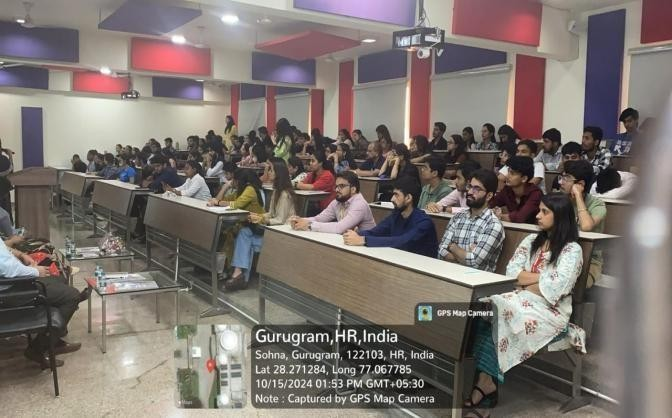 GPS Map Camera
Gurugram,HR,India
Sohna, Gurugram, 122103, HR, India
Lat 28.271284, Long 77.067785
10/15/2024 01:53 PM GMT+05:30
Note : Captured by GPS Map Camera